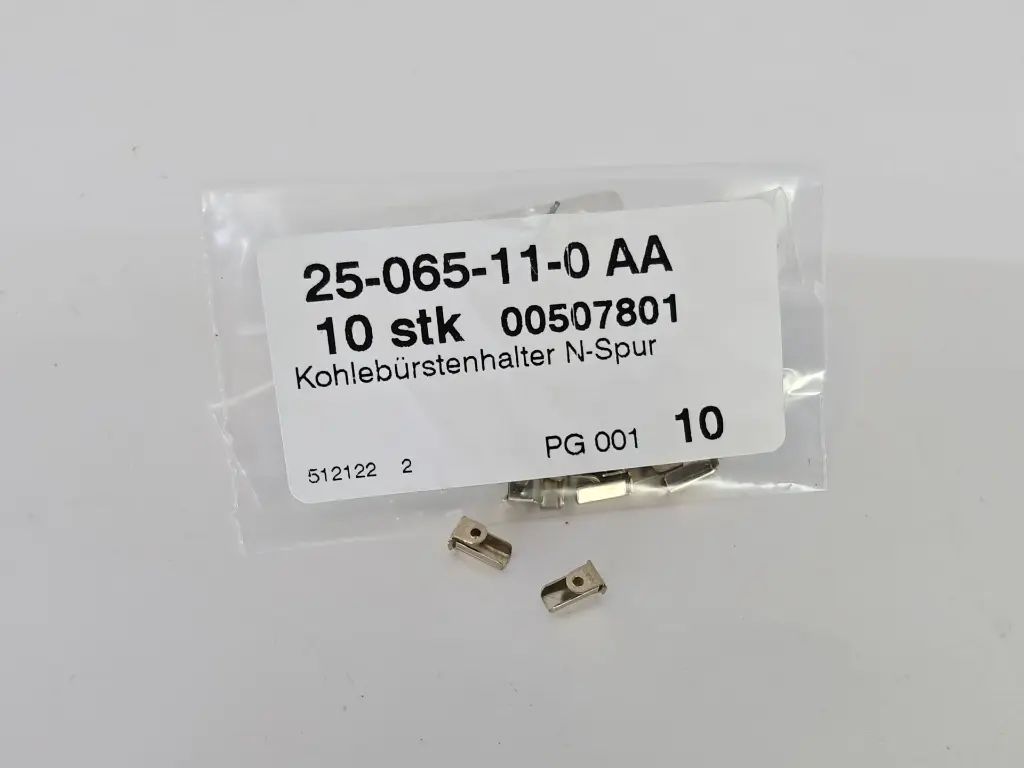 25-065-11-0 AA
10 stk 00507801
Kohlebürstenhalter N-Spur
PG 001 10
512122 2